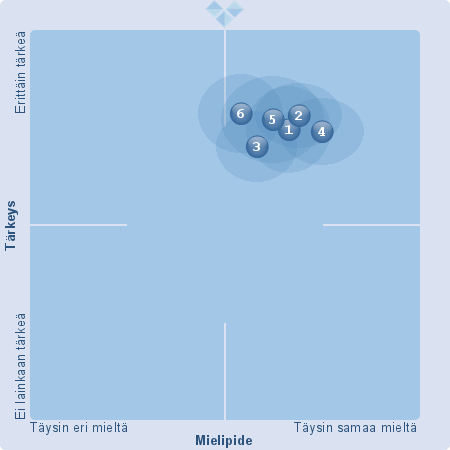 Erittäin tärkeä
6
5
2
1
4
3
Tärkeys
Ei lainkaan tärkeä
Täysin eri mieltä
Täysin samaa mieltä
Mielipide